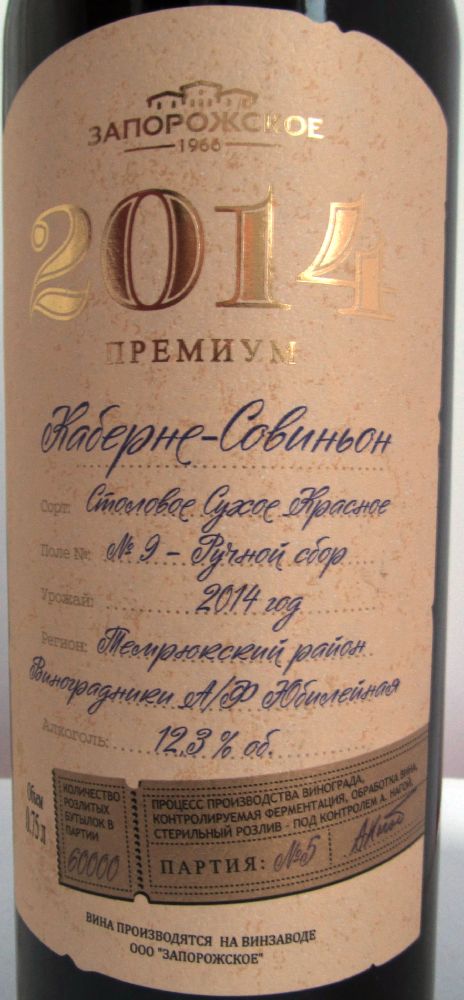 ЗАПОРОЖСКОЕ
1966
2014
ПРЕМИУМ
Каберне-Совиньон
Сорт: Столовое Сухое Красное
Поле №: № 9 - Ручной сбор
Урожай: 2014 год
Регион: Темрюкский район
Виноградники А/Ф Юбилейная
Алкоголь: 12,3 % об.
Объем
0,75 л
КОЛИЧЕСТВО
РОЗЛИТЫХ
БУТЫЛОК В
ПАРТИИ
60000
ПРОЦЕСС ПРОИЗВОДСТВА ВИНОГРАДА,
КОНТРОЛИРУЕМАЯ ФЕРМЕНТАЦИЯ, ОБРАБОТКА ВИНА,
СТЕРИЛЬНЫЙ РОЗЛИВ - ПОД КОНТРОЛЕМ А. НАГОЙ,
ПАРТИЯ: №5
ВИНА ПРОИЗВОДЯТСЯ НА ВИНЗАВОДЕ
ООО "ЗАПОРОЖСКОЕ"